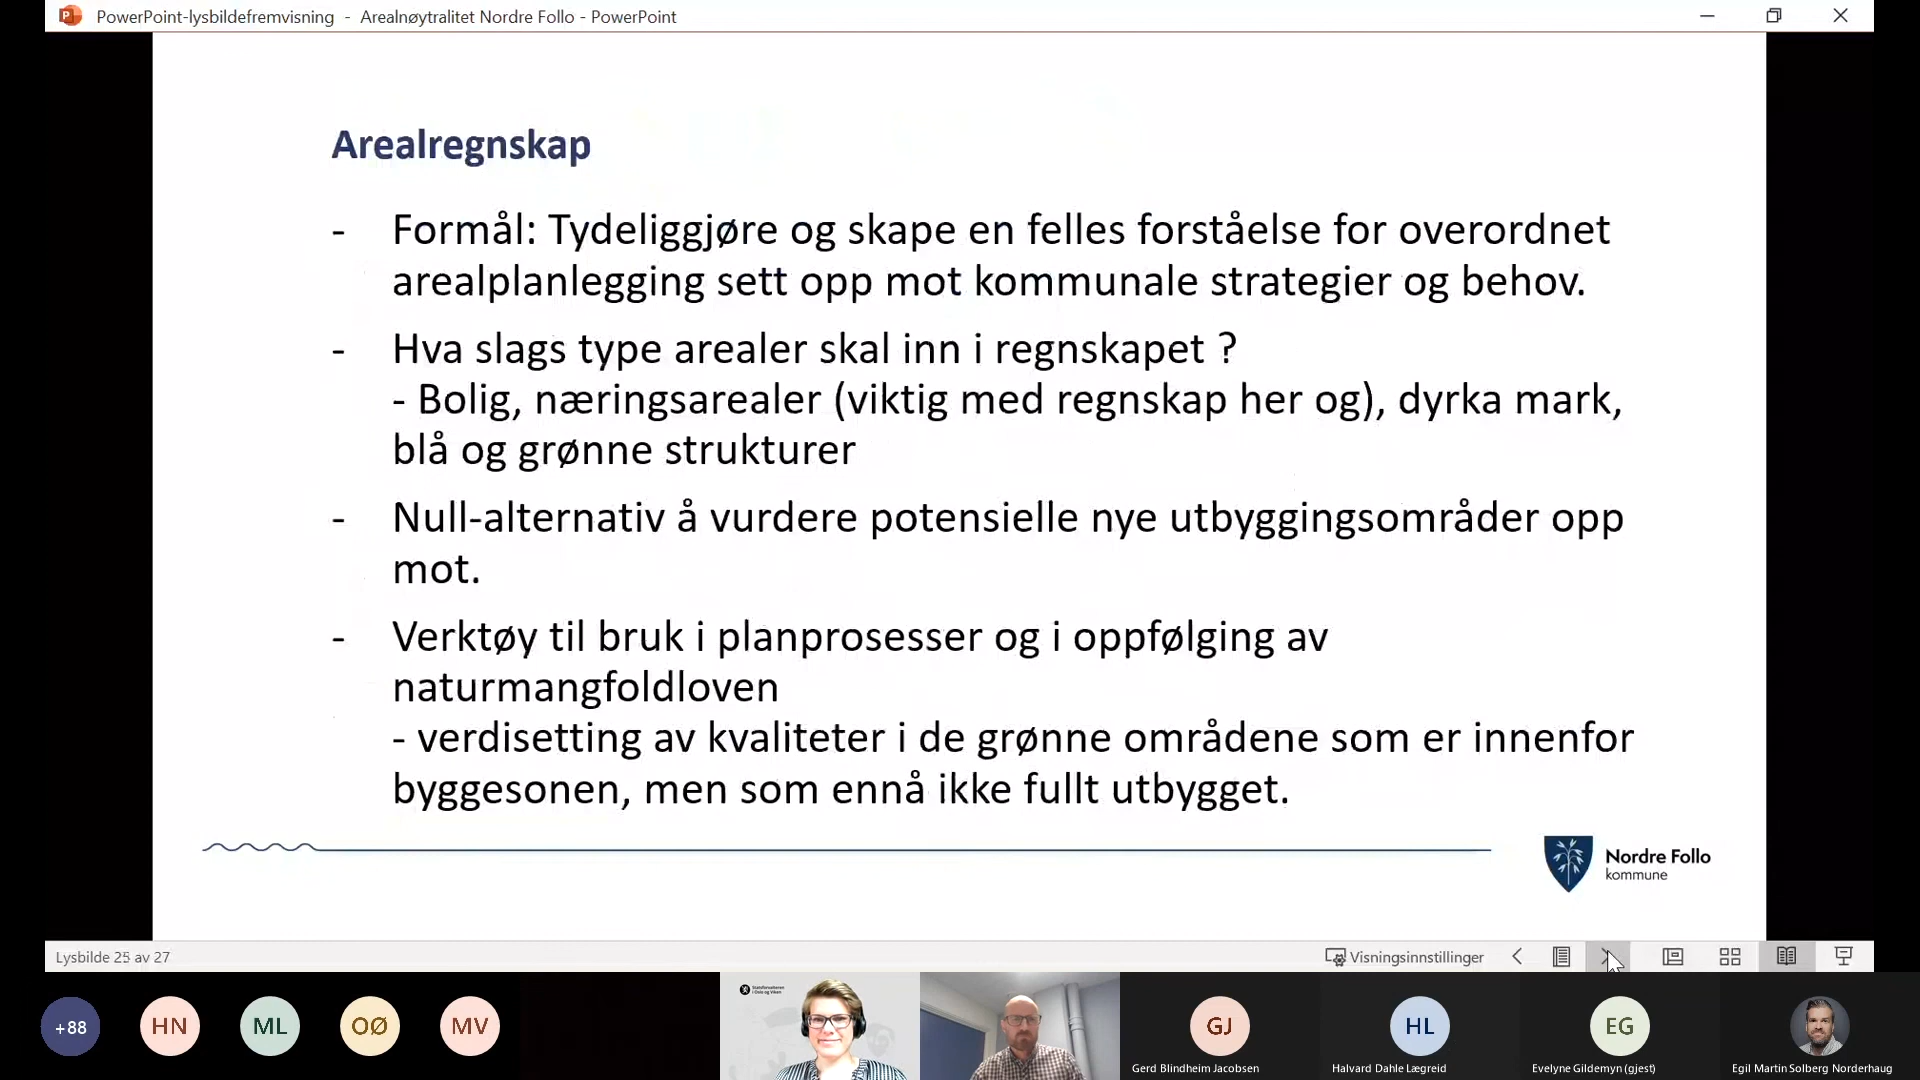 PowerPoint-lysbildefremvisning - Arealnøytralitet Nordre Follo - PowerPoint
Arealregnskap
- Formål: Tydeliggjøre og skape en felles forståelse for overordnet
arealplanlegging sett opp mot kommunale strategier og behov.
- Hva slags type arealer skal inn i regnskapet ?
- Bolig, næringsarealer (viktig med regnskap her og), dyrka mark,
blå og grønne strukturer
- Null-alternativ å vurdere potensielle nye utbyggingsområder opp
mot.
- Verktøy til bruk i planprosesser og i oppfølging av
naturmangfoldloven
- verdisetting av kvaliteter i de grønne områdene som er innenfor
byggesonen, men som ennå ikke fullt utbygget.
Nordre Follo
kommune
Lysbilde 25 av 27
Visningsinnstillinger
+88
HN
ML
OØ
MV
Statsforvalteren
i Oslo og Viken
GJ
Gerd Blindheim Jacobsen
HL
Halvard Dahle Lægreid
EG
Evelyne Gildemyn (gjest)
Egil Martin Solberg Norderhaug